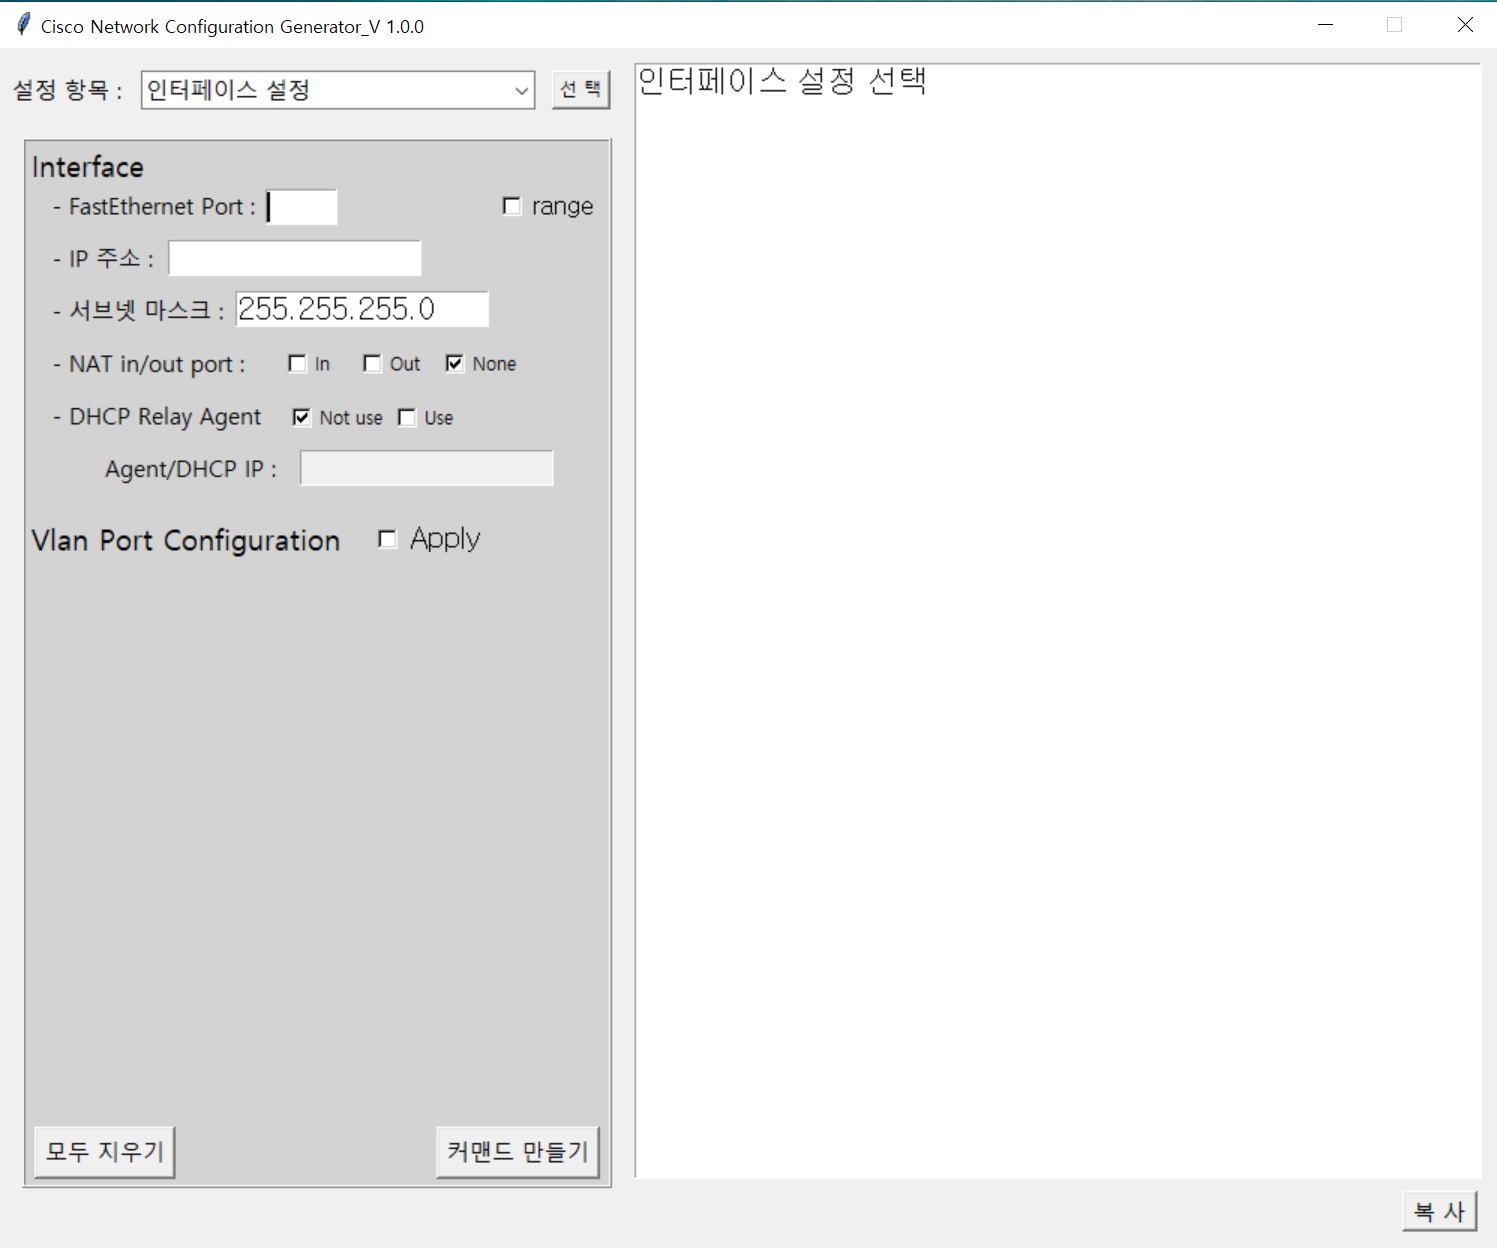 Cisco Network Configuration Generator_V 1.0.0
설정 항목 : 인터페이스 설정 선 택
Interface
- FastEthernet Port : range
- IP 주소 :
- 서브넷 마스크 : 255.255.255.0
- NAT in/out port : In Out None
- DHCP Relay Agent Not use Use
Agent/DHCP IP :
Vlan Port Configuration Apply
모두 지우기 커맨드 만들기
인터페이스 설정 선택
복 사